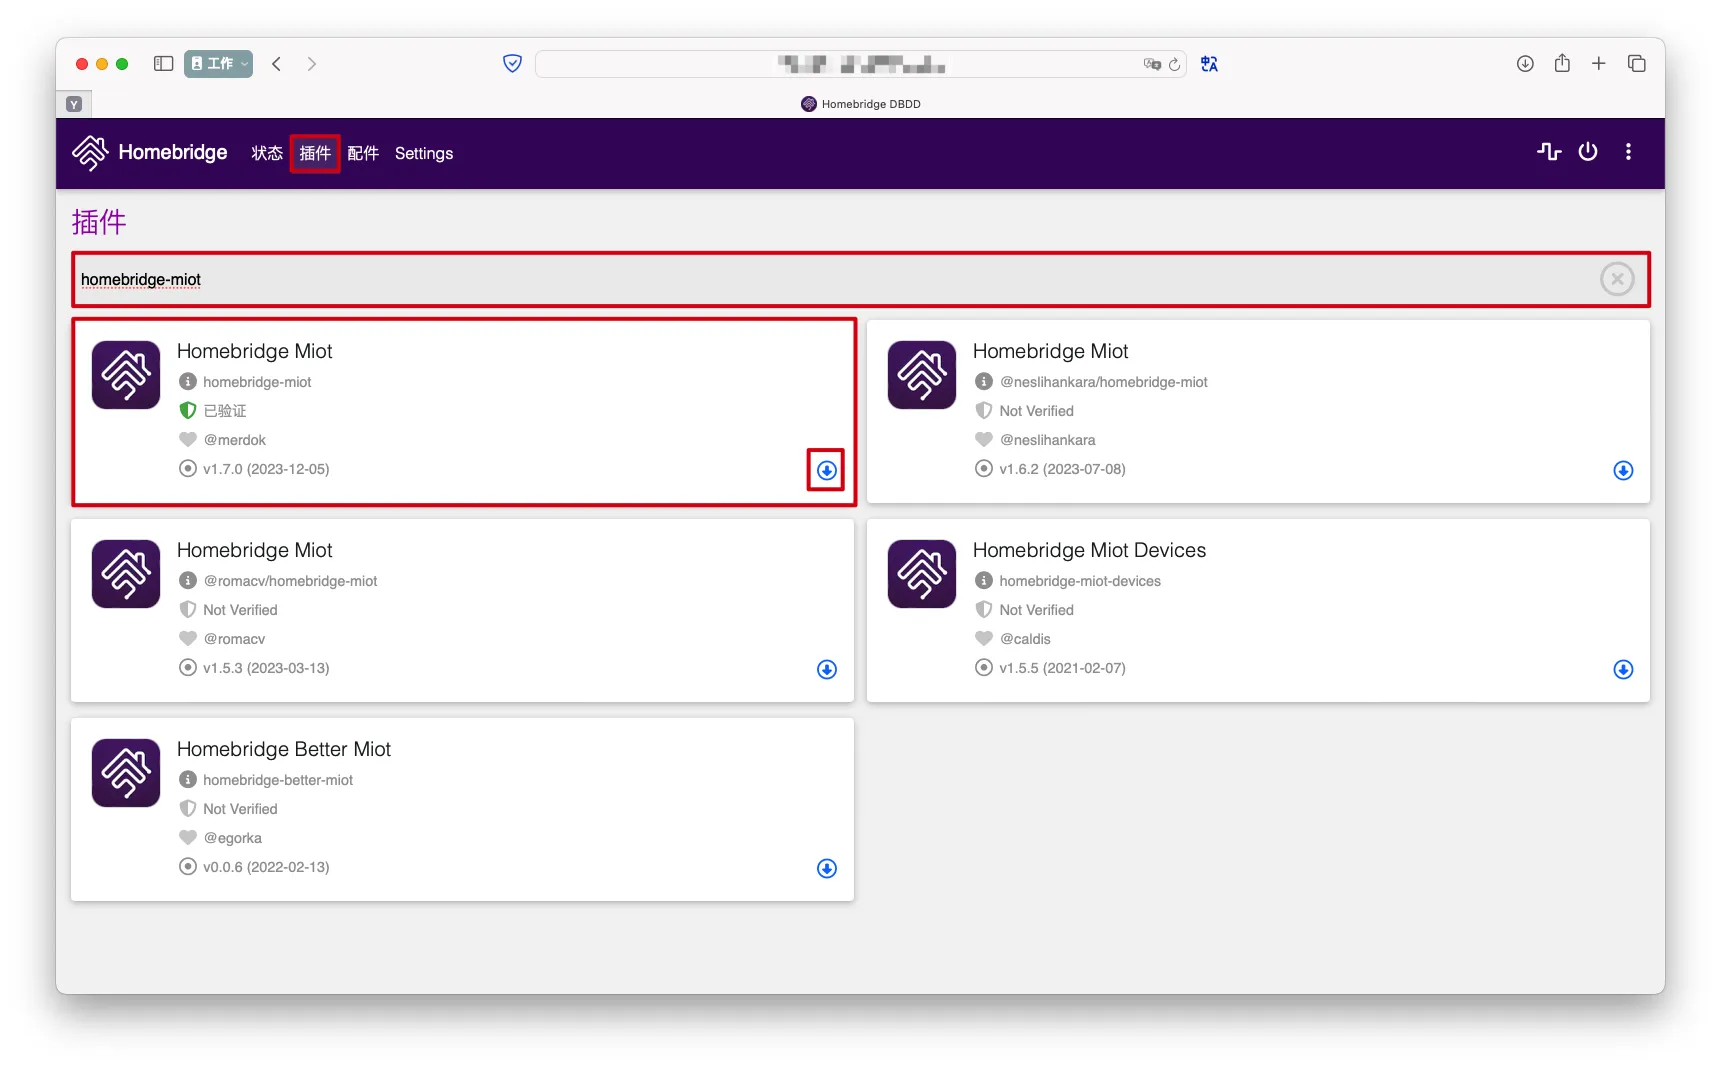 工作
Y
Homebridge DBDD
Homebridge 状态 插件 配件 Settings
插件
homebridge-miot
Homebridge Miot
homebridge-miot
已验证
@merdok
v1.7.0 (2023-12-05)
Homebridge Miot
@neslihankara/homebridge-miot
Not Verified
@neslihankara
v1.6.2 (2023-07-08)
Homebridge Miot
@romacv/homebridge-miot
Not Verified
@romacv
v1.5.3 (2023-03-13)
Homebridge Miot Devices
homebridge-miot-devices
Not Verified
@caldis
v1.5.5 (2021-02-07)
Homebridge Better Miot
homebridge-better-miot
Not Verified
@egorka
v0.0.6 (2022-02-13)